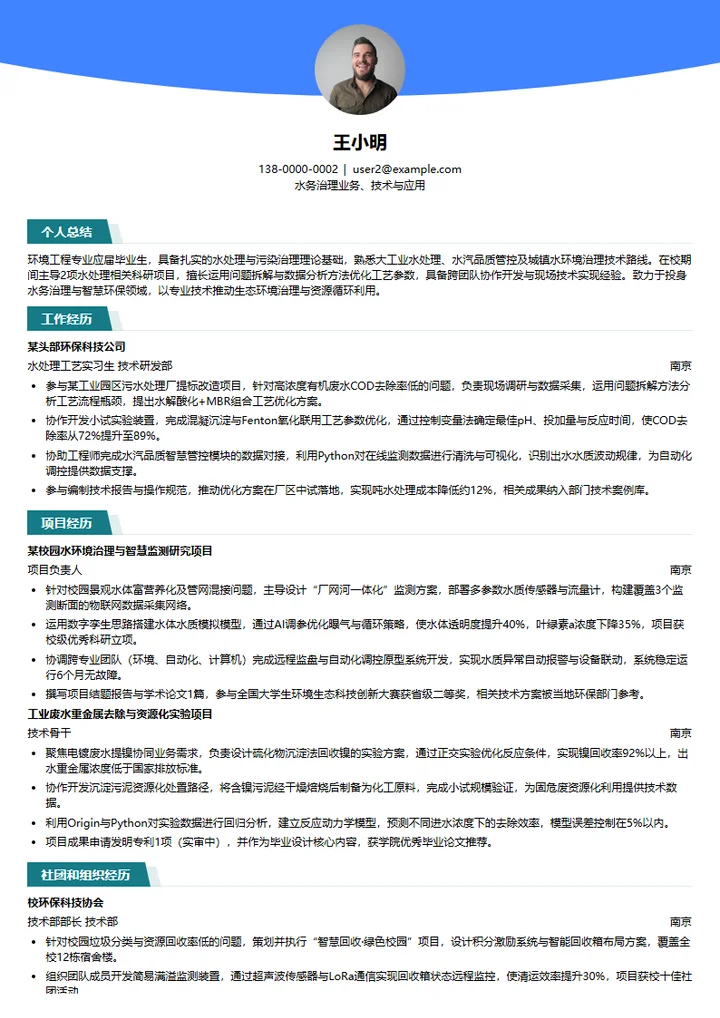 王小明
138-0000-0002 | user2@example.com
水务治理业务、技术与应用
个人总结
环境工程专业应届毕业生，具备扎实的水处理与污染治理理论基础，熟悉大工业水处理、水汽品质管控及城镇水环境治理技术路线。在校期
间主导2项水处理相关科研项目，擅长运用问题拆解与数据分析方法优化工艺参数，具备跨团队协作开发与现场技术实现经验。致力于投身
水务治理与智慧环保领域，以专业技术推动生态环境治理与资源循环利用。
工作经历
某头部环保科技公司
水处理工艺实习生 技术研发部 南京
• 参与某工业园区污水处理厂提标改造项目，针对高浓度有机废水COD去除率低的问题，负责现场调研与数据采集，运用问题拆解方法分
析工艺流程瓶颈，提出水解酸化+MBR组合工艺优化方案。
• 协作开发小试实验装置，完成混凝沉淀与Fenton氧化联用工艺参数优化，通过控制变量法确定最佳pH、投加量与反应时间，使COD去
除率从72%提升至89%。
• 协助工程师完成水汽品质智慧管控模块的数据对接，利用Python对在线监测数据进行清洗与可视化，识别出水水质波动规律，为自动化
调控提供数据支撑。
• 参与编制技术报告与操作规范，推动优化方案在厂区中试落地，实现吨水处理成本降低约12%，相关成果纳入部门技术案例库。
项目经历
某校园水环境治理与智慧监测研究项目
项目负责人 南京
• 针对校园景观水体富营养化及管网混接问题，主导设计“厂网河一体化”监测方案，部署多参数水质传感器与流量计，构建覆盖3个监
测断面的物联网数据采集网络。
• 运用数字孪生思路搭建水体水质模拟模型，通过AI调参优化曝气与循环策略，使水体透明度提升40%，叶绿素a浓度下降35%，项目获
校级优秀科研立项。
• 协调跨专业团队（环境、自动化、计算机）完成远程监盘与自动化调控原型系统开发，实现水质异常自动报警与设备联动，系统稳定运
行6个月无故障。
• 撰写项目结题报告与学术论文1篇，参与全国大学生环境生态科技创新大赛获省级二等奖，相关技术方案被当地环保部门参考。
工业废水重金属去除与资源化实验项目
技术骨干 南京
• 聚焦电镀废水提镍协同业务需求，负责设计硫化物沉淀法回收镍的实验方案，通过正交实验优化反应条件，实现镍回收率92%以上，出
水重金属浓度低于国家排放标准。
• 协作开发沉淀污泥资源化处置路径，将含镍污泥经干燥焙烧后制备为化工原料，完成小试规模验证，为固危废资源化利用提供技术数
据。
• 利用Origin与Python对实验数据进行回归分析，建立反应动力学模型，预测不同进水浓度下的去除效率，模型误差控制在5%以内。
• 项目成果申请发明专利1项（实审中），并作为毕业设计核心内容，获学院优秀毕业论文推荐。
社团和组织经历
校环保科技协会
技术部部长 技术部 南京
• 针对校园垃圾分类与资源回收率低的问题，策划并执行“智慧回收·绿色校园”项目，设计积分激励系统与智能回收箱布局方案，覆盖全
校12栋宿舍楼。
• 组织团队成员开发简易满溢监测装置，通过超声波传感器与LoRa通信实现回收箱状态远程监控，使清运效率提升30%，项目获校十佳社
团活动